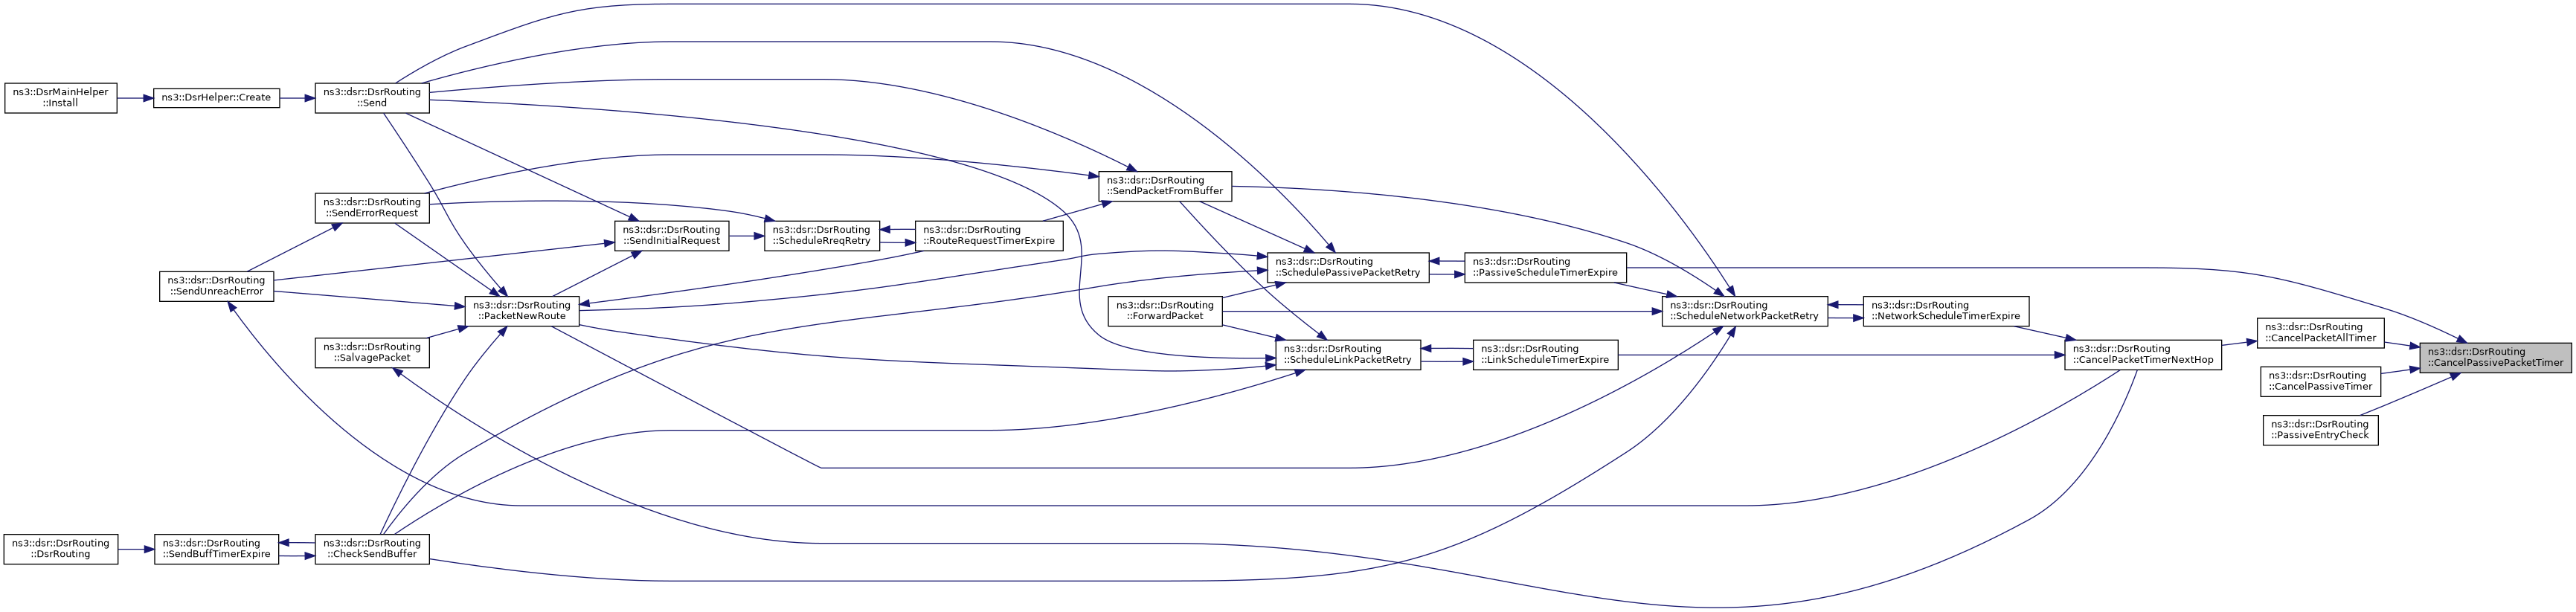 ns3::DsrMainHelper
::Install
ns3::DsrHelper::Create
ns3::dsr::DsrRouting
::Send
ns3::dsr::DsrRouting
::SendErrorRequest
ns3::dsr::DsrRouting
::SendUnreachError
ns3::dsr::DsrRouting
::SalvagePacket
ns3::dsr::DsrRouting
::DsrRouting
ns3::dsr::DsrRouting
::SendBuffTimerExpire
ns3::dsr::DsrRouting
::CheckSendBuffer
ns3::dsr::DsrRouting
::PacketNewRoute
ns3::dsr::DsrRouting
::SendInitialRequest
ns3::dsr::DsrRouting
::ScheduleRreqRetry
ns3::dsr::DsrRouting
::RouteRequestTimerExpire
ns3::dsr::DsrRouting
::SendPacketFromBuffer
ns3::dsr::DsrRouting
::ForwardPacket
ns3::dsr::DsrRouting
::SchedulePassivePacketRetry
ns3::dsr::DsrRouting
::ScheduleLinkPacketRetry
ns3::dsr::DsrRouting
::PassiveScheduleTimerExpire
ns3::dsr::DsrRouting
::LinkScheduleTimerExpire
ns3::dsr::DsrRouting
::ScheduleNetworkPacketRetry
ns3::dsr::DsrRouting
::NetworkScheduleTimerExpire
ns3::dsr::DsrRouting
::CancelPacketTimerNextHop
ns3::dsr::DsrRouting
::CancelPacketAllTimer
ns3::dsr::DsrRouting
::CancelPassiveTimer
ns3::dsr::DsrRouting
::PassiveEntryCheck
ns3::dsr::DsrRouting
::CancelPassivePacketTimer